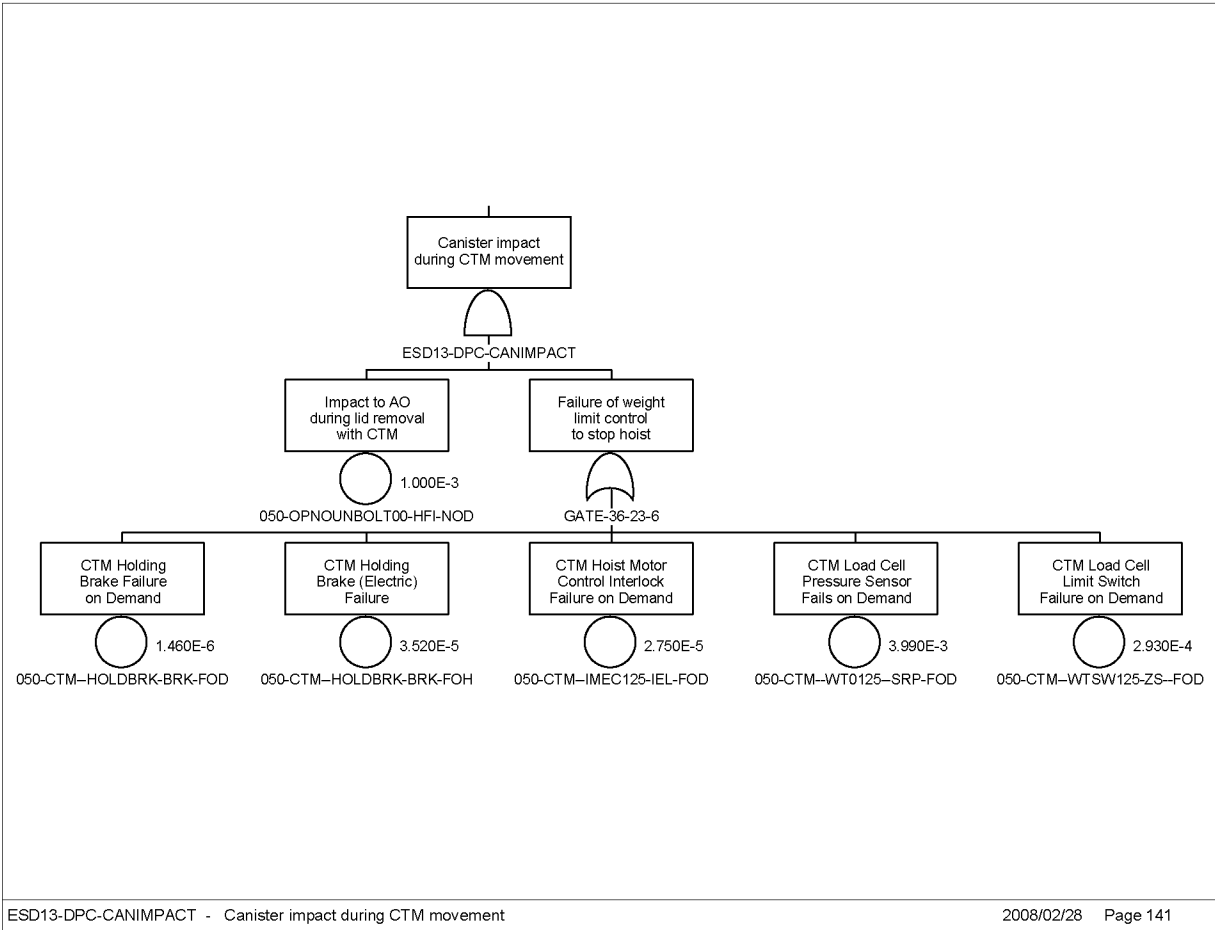 Canister impact
during CTM movement
ESD13-DPC-CANIMPACT
Impact to AO
during lid removal
with CTM
1.000E-3
050-OPNOUNBOLT00-HFI-NOD
Failure of weight
limit control
to stop hoist
GATE-36-23-6
CTM Holding
Brake Failure
on Demand
1.460E-6
050-CTM--HOLDBRK-BRK-FOD
CTM Holding
Brake (Electric)
Failure
3.520E-5
050-CTM--HOLDBRK-BRK-FOH
CTM Hoist Motor
Control Interlock
Failure on Demand
2.750E-5
050-CTM--IMEC125-IEL-FOD
CTM Load Cell
Pressure Sensor
Fails on Demand
3.990E-3
050-CTM--WT0125--SRP-FOD
CTM Load Cell
Limit Switch
Failure on Demand
2.930E-4
050-CTM--WTSW125-ZS--FOD
ESD13-DPC-CANIMPACT - Canister impact during CTM movement
2008/02/28 Page 141